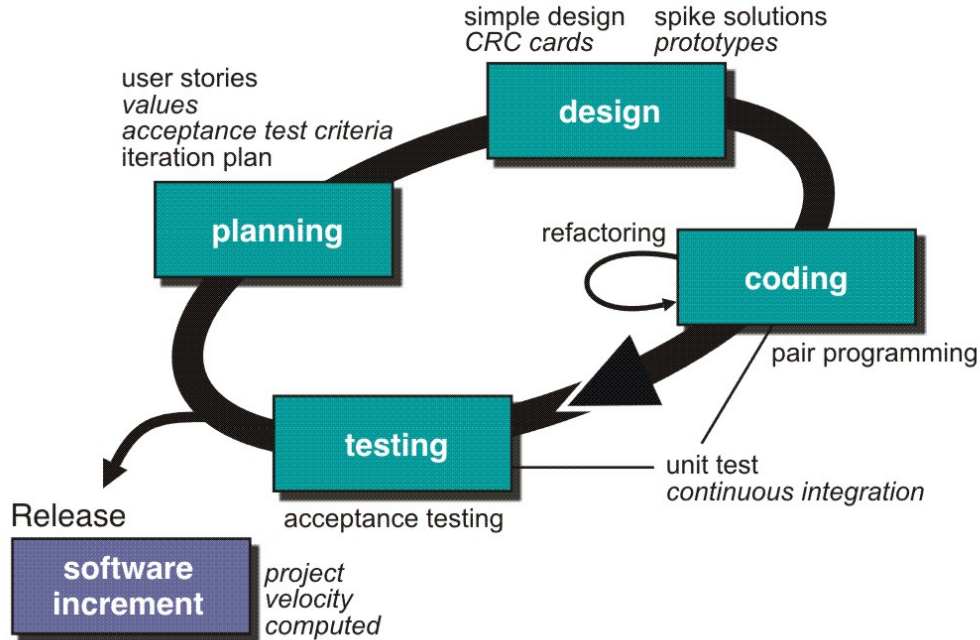 simple design
CRC cards
spike solutions
prototypes
user stories
values
acceptance test criteria
iteration plan
design
planning
refactoring
coding
pair programming
testing
unit test
continuous integration
acceptance testing
Release
software
increment
project
velocity
computed